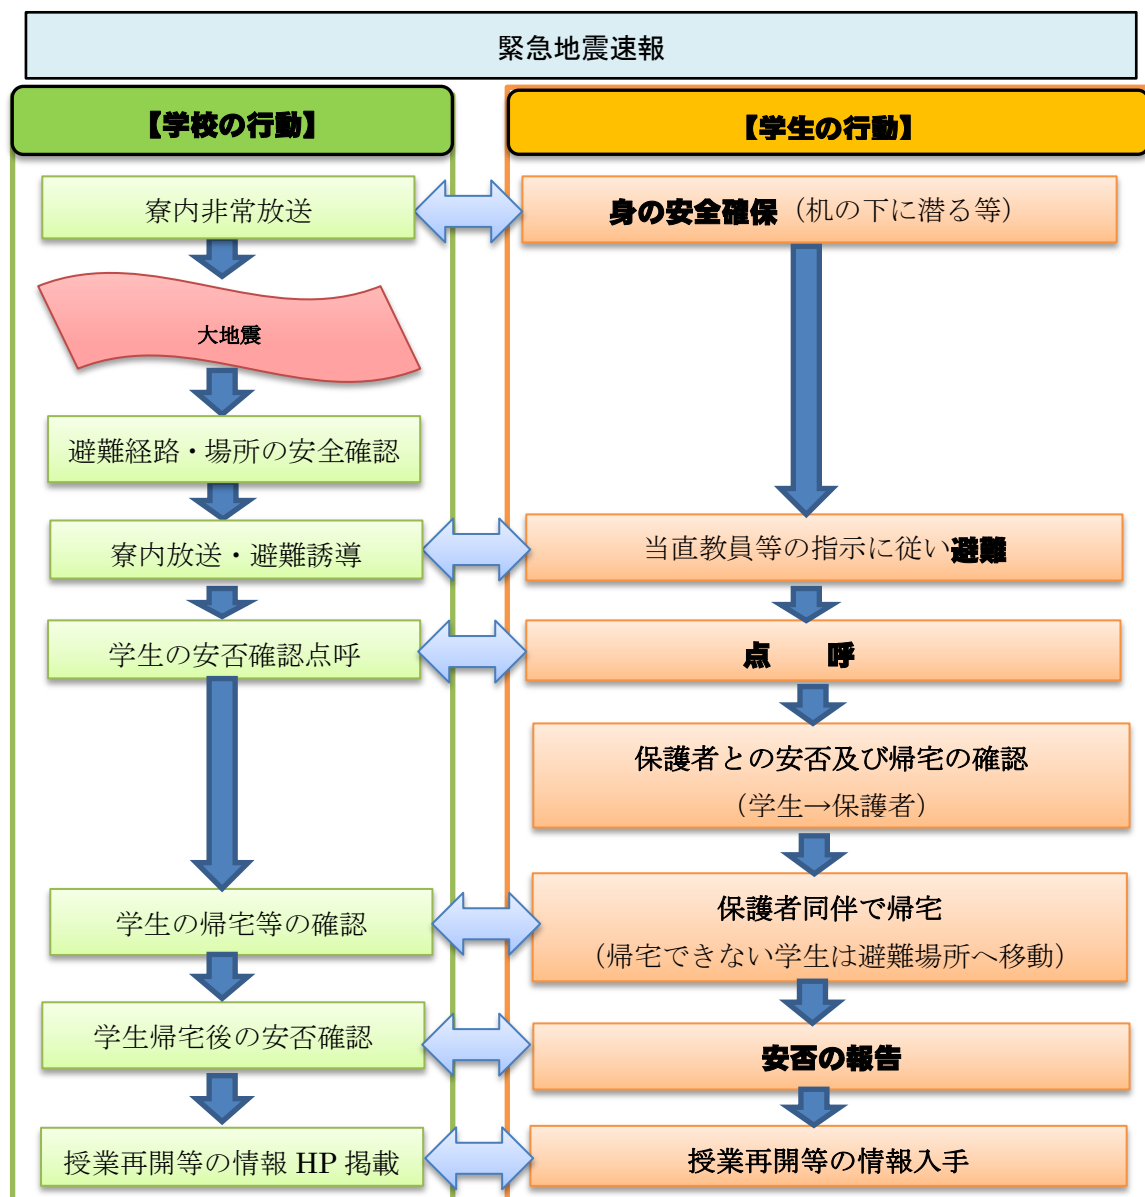 緊急地震速報
【学校の行動】
【学生の行動】
寮内非常放送
身の安全確保（机の下に潜る等）
大地震
避難経路・場所の安全確認
寮内放送・避難誘導
当直教員等の指示に従い避難
学生の安否確認点呼
点　呼
保護者との安否及び帰宅の確認
（学生→保護者）
学生の帰宅等の確認
保護者同伴で帰宅
（帰宅できない学生は避難場所へ移動）
学生帰宅後の安否確認
安否の報告
授業再開等の情報 HP 掲載
授業再開等の情報入手